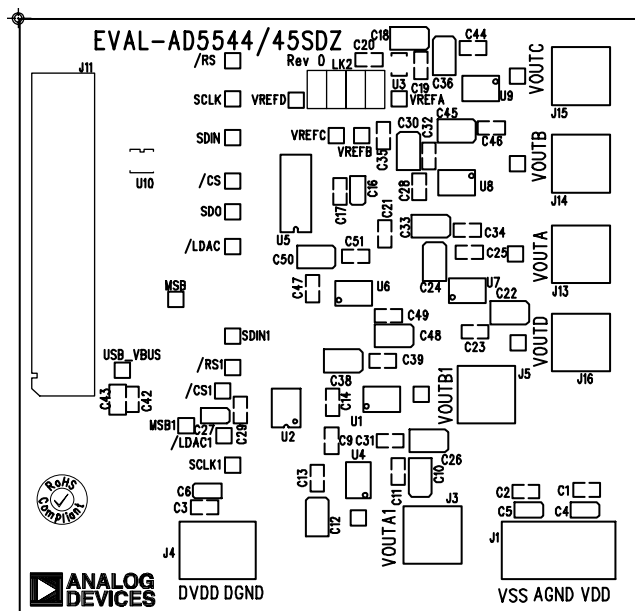 EVAL-AD5544/45SDZ
Rev 0
J11
/RS
SCLK
SDIN
/CS
SDO
/LDAC
MSB
U10
USB_VBUS
C43
C42
MSB1
SDIN1
/RS1
/CS1
C27
C29
/LDAC1
SCLK1
C18
C20
C44
LK2
U3
C19
C36
U9
VREFD
VREFA
VREFC
VREFB
C35
C30
C32
C45
C46
VOUTC
J15
VOUTB
J14
C17
C16
C28
U8
U5
C21
C33
C34
C50
C51
C24
C25
VOUTA
J13
C47
U6
U7
C22
C49
C48
C23
VOUTD
J16
C38
C39
C14
U1
VOUTB1
J5
U2
C9
C31
C26
U4
C13
C12
C11
C10
VOUTA1
J3
C6
C3
J4
DVDD DGND
C2
C1
C5
C4
J1
VSS AGND VDD
RoHS
Compliant
ANALOG
DEVICES